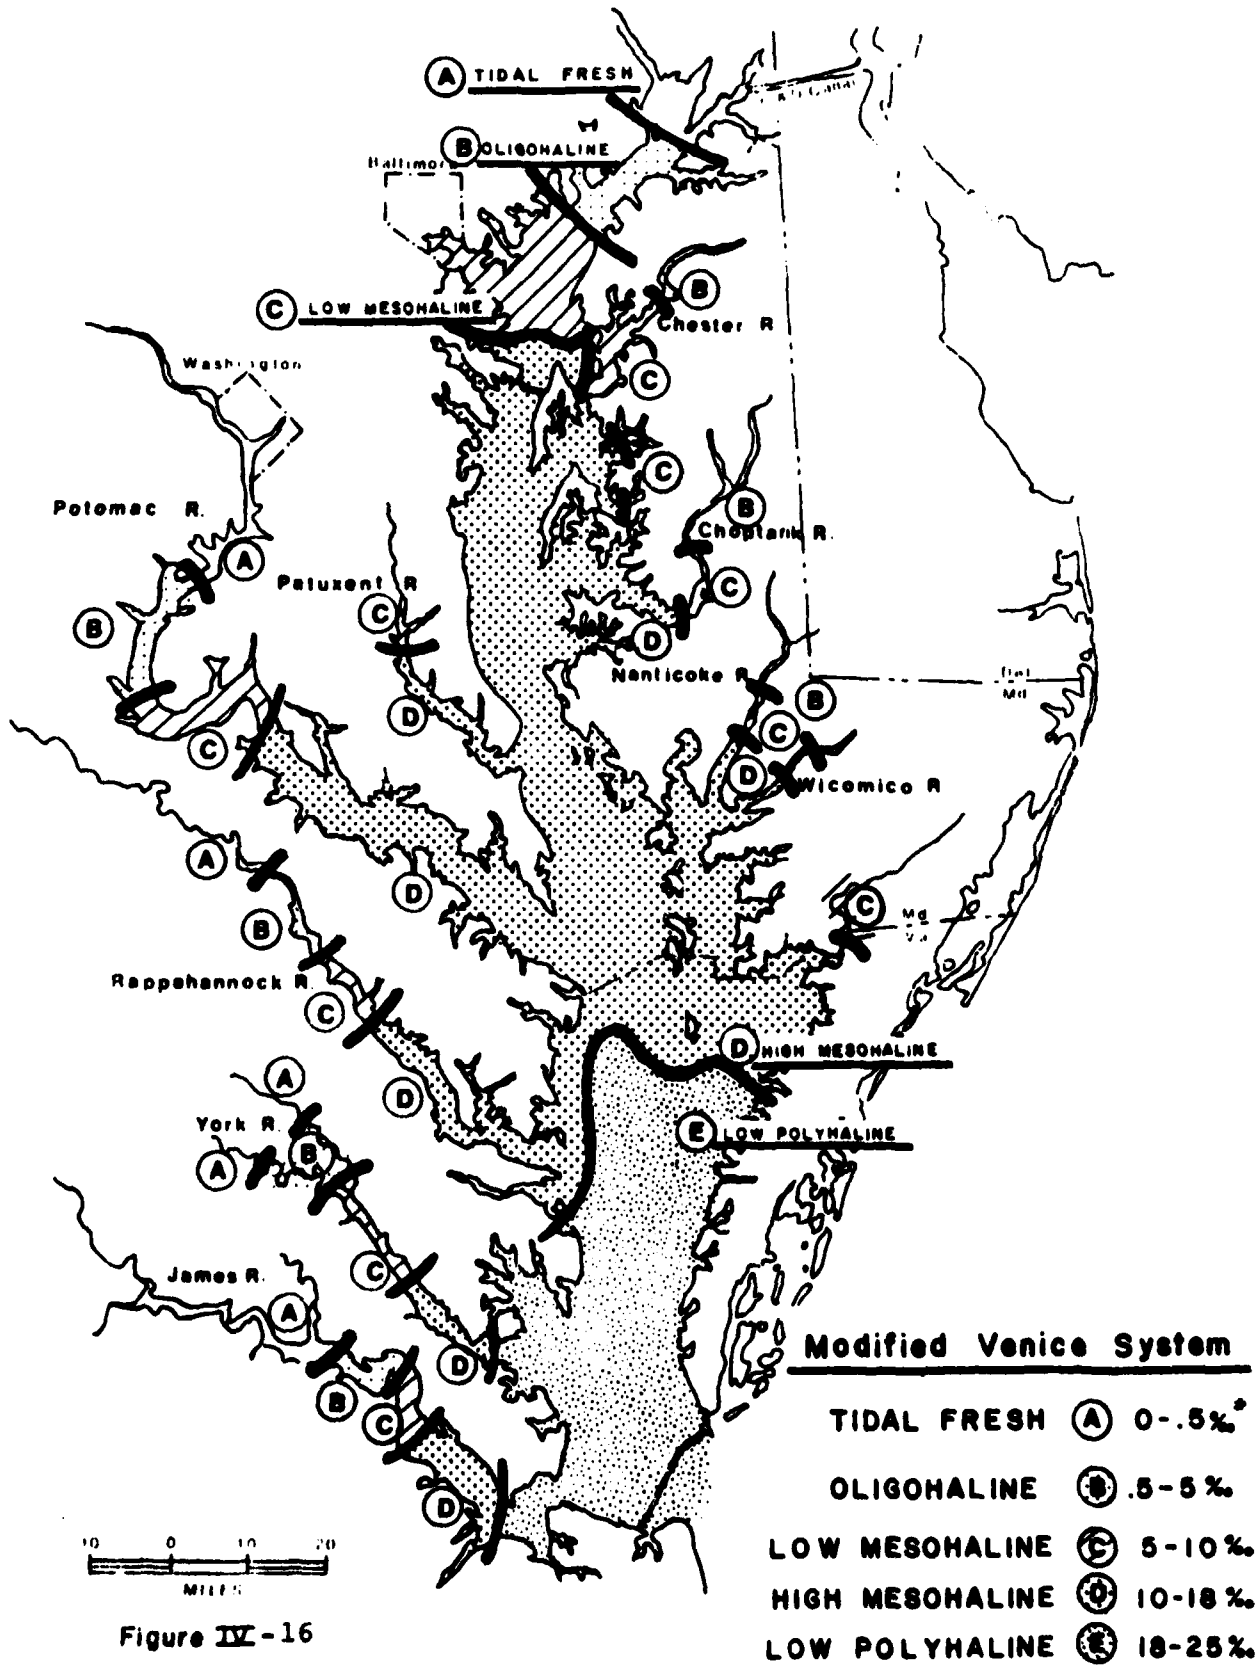 A TIDAL FRESH
B OLIGOHALINE
Baltimore
C LOW MESOHALINE
B
Chester R
C
Washington
C
Potomac R.
B
Choptank R.
A
Patuxent R
C
C
B
D
Nanticoke R
Del
Md
B
D
C
C
D
Wicomico R
A
D
C
Md
Va
B
Rappahannock R.
C
D HIGH MESOHALINE
A
D
York R.
E LOW POLYHALINE
B
A
C
James R.
A
D
B
C
D
Modified Venice System
TIDAL FRESH A 0-.5‰*
OLIGOHALINE B .5-5‰
LOW MESOHALINE C 5-10‰
HIGH MESOHALINE D 10-18‰
LOW POLYHALINE E 18-25‰
10 0 10 20
MILES
Figure IV-16